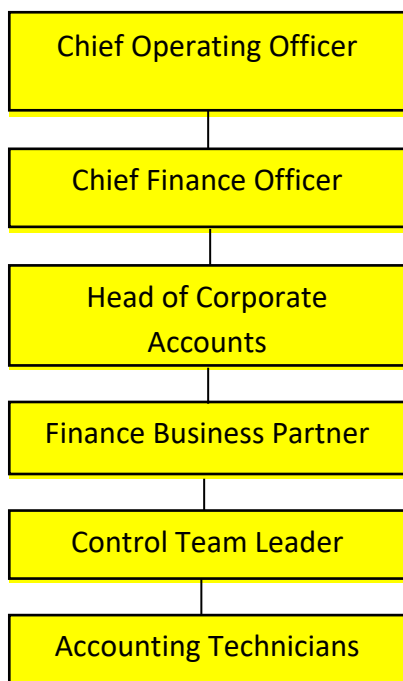 Chief Operating Officer
Chief Finance Officer
Head of Corporate
Accounts
Finance Business Partner
Control Team Leader
Accounting Technicians